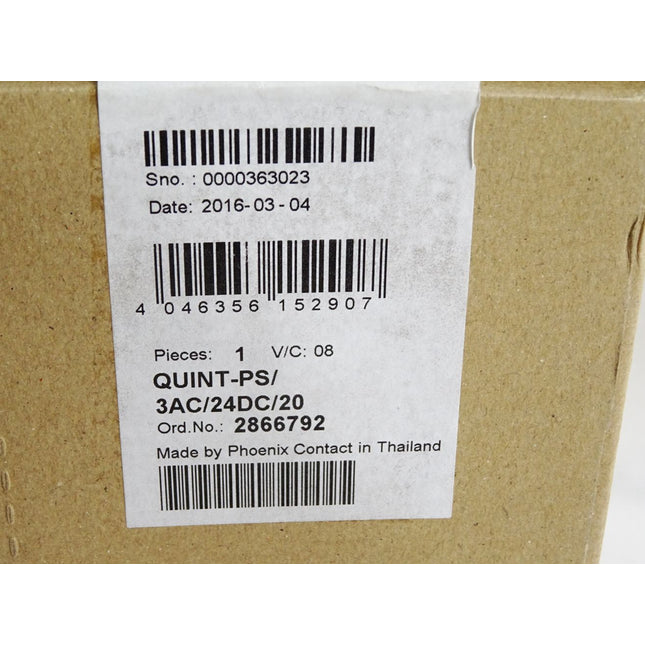 Sno. : 0000363023
Date: 2016-03-04
4 046356 152907
Pieces: 1 V/C: 08
QUINT-PS/
3AC/24DC/20
Ord.No.: 2866792
Made by Phoenix Contact in Thailand